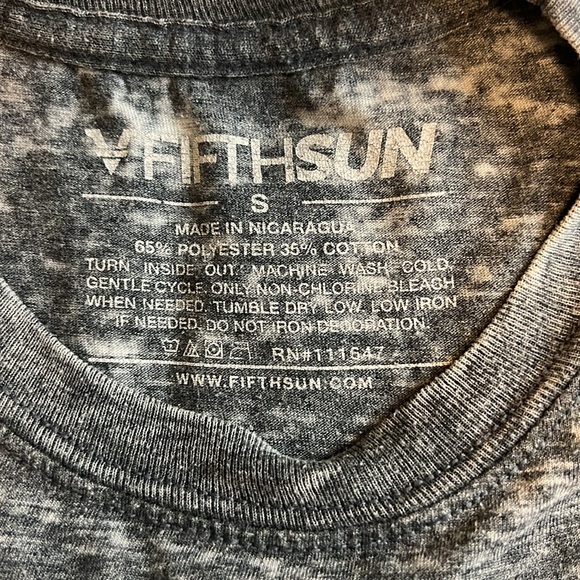 FIFTHSUN
S
MADE IN NICARAGUA
65% POLYESTER 35% COTTON
TURN INSIDE OUT. MACHINE WASH COLD,
GENTLE CYCLE. ONLY NON-CHLORINE BLEACH
WHEN NEEDED. TUMBLE DRY LOW. LOW IRON
IF NEEDED. DO NOT IRON DECORATION.
RN#111547
WWW.FIFTHSUN.COM